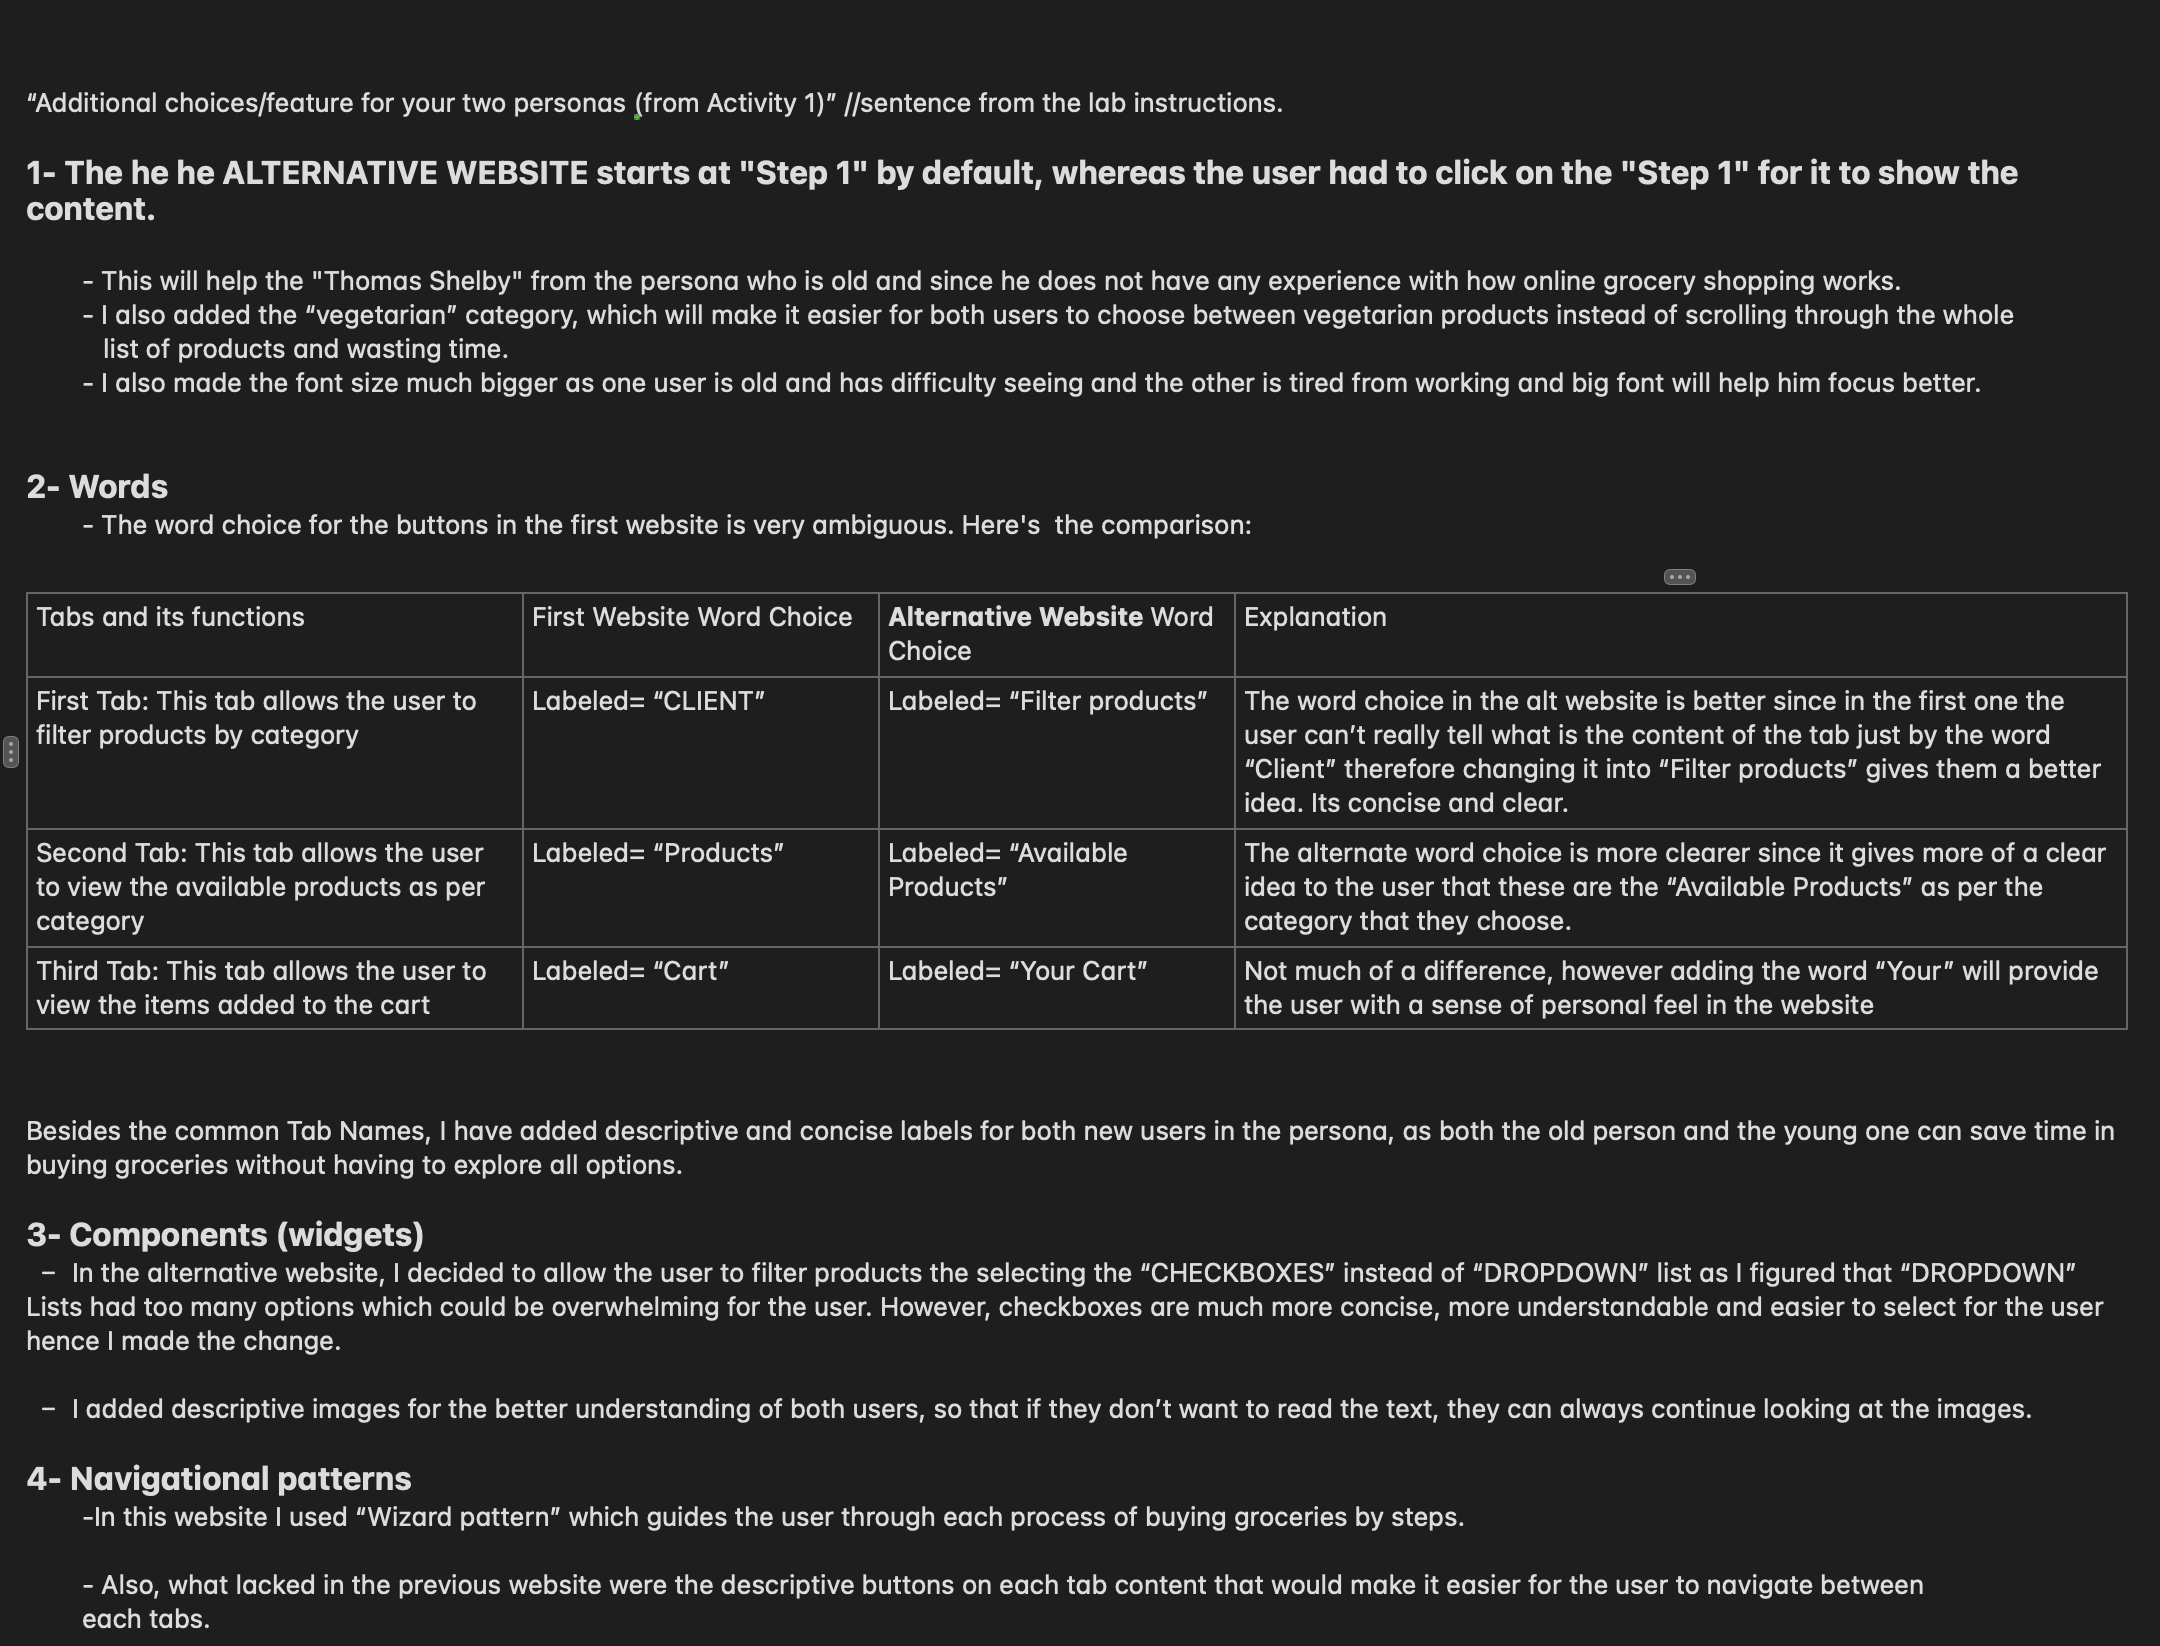 “Additional choices/feature for your two personas (from Activity 1)” //sentence from the lab instructions.
1- The he he ALTERNATIVE WEBSITE starts at "Step 1" by default, whereas the user had to click on the "Step 1" for it to show the
content.
- This will help the "Thomas Shelby" from the persona who is old and since he does not have any experience with how online grocery shopping works.
- I also added the “vegetarian” category, which will make it easier for both users to choose between vegetarian products instead of scrolling through the whole
list of products and wasting time.
- I also made the font size much bigger as one user is old and has difficulty seeing and the other is tired from working and big font will help him focus better.
2- Words
- The word choice for the buttons in the first website is very ambiguous. Here's  the comparison:
Tabs and its functions
First Website Word Choice
Alternative Website Word
Choice
Explanation
First Tab: This tab allows the user to
filter products by category
Labeled= “CLIENT”
Labeled= “Filter products”
The word choice in the alt website is better since in the first one the
user can’t really tell what is the content of the tab just by the word
“Client” therefore changing it into “Filter products” gives them a better
idea. Its concise and clear.
Second Tab: This tab allows the user
to view the available products as per
category
Labeled= “Products”
Labeled= “Available
Products”
The alternate word choice is more clearer since it gives more of a clear
idea to the user that these are the “Available Products” as per the
category that they choose.
Third Tab: This tab allows the user to
view the items added to the cart
Labeled= “Cart”
Labeled= “Your Cart”
Not much of a difference, however adding the word “Your” will provide
the user with a sense of personal feel in the website
Besides the common Tab Names, I have added descriptive and concise labels for both new users in the persona, as both the old person and the young one can save time in
buying groceries without having to explore all options.
3- Components (widgets)
– In the alternative website, I decided to allow the user to filter products the selecting the “CHECKBOXES” instead of “DROPDOWN” list as I figured that “DROPDOWN”
Lists had too many options which could be overwhelming for the user. However, checkboxes are much more concise, more understandable and easier to select for the user
hence I made the change.
– I added descriptive images for the better understanding of both users, so that if they don’t want to read the text, they can always continue looking at the images.
4- Navigational patterns
-In this website I used “Wizard pattern” which guides the user through each process of buying groceries by steps.
- Also, what lacked in the previous website were the descriptive buttons on each tab content that would make it easier for the user to navigate between
each tabs.